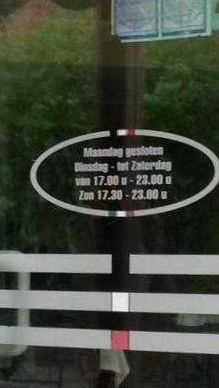 Maandag gesloten
Dinsdag - tot Zaterdag
van 17.00 u - 23.00 u
Zon 17.30 - 23.00 u